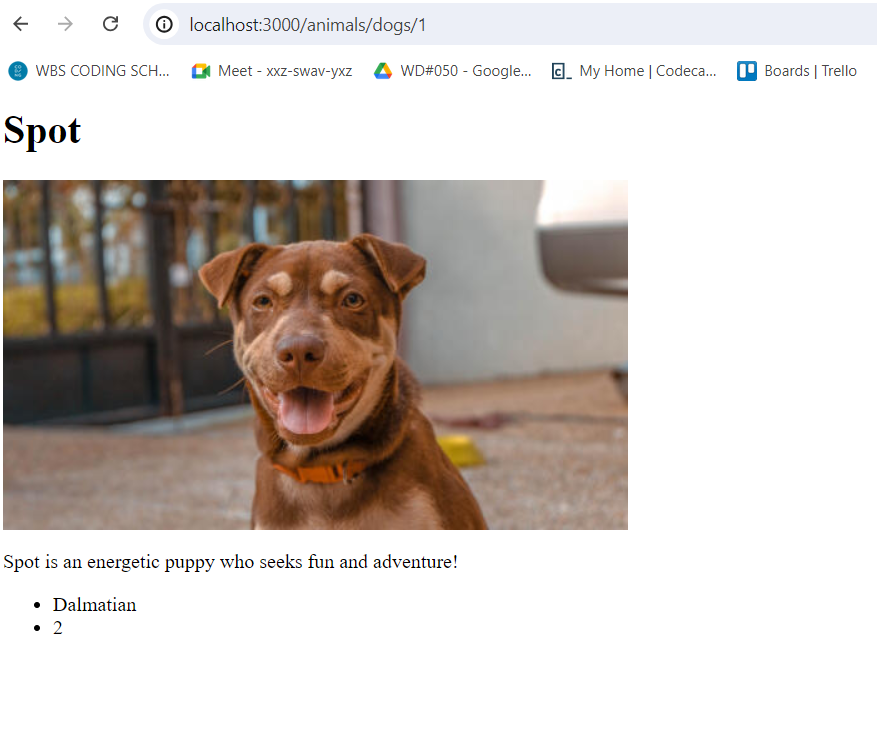 localhost:3000/animals/dogs/1
WBS CODING SCH... Meet - xxz-swav-yxz WD#050 - Google... My Home | Codeca... Boards | Trello
Spot
Spot is an energetic puppy who seeks fun and adventure!
• Dalmatian
• 2